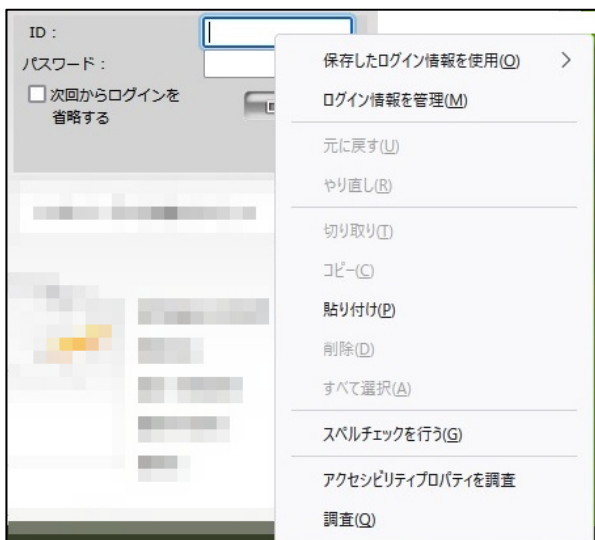 ID：
パスワード：
次回からログインを
省略する
保存したログイン情報を使用(O)
ログイン情報を管理(M)
元に戻す(U)
やり直し(R)
切り取り(T)
コピー(C)
貼り付け(P)
削除(D)
すべて選択(A)
スペルチェックを行う(G)
アクセシビリティプロパティを調査
調査(Q)